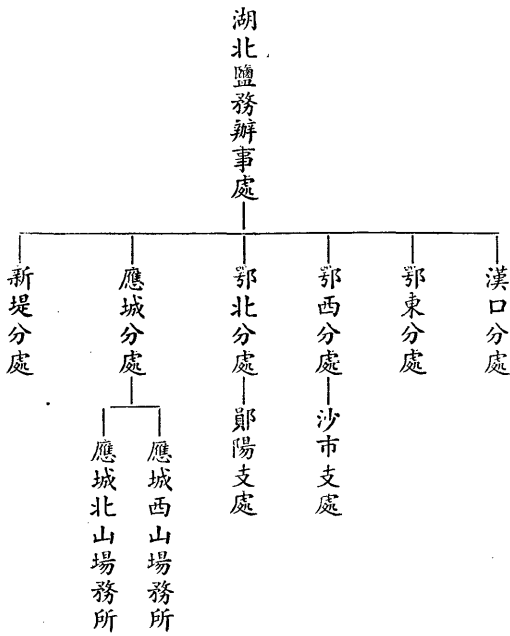 湖北鹽務辦事處
漢口分處
鄂東分處
鄂西分處
沙市支處
鄂北分處
鄖陽支處
應城分處
應城西山場務所
應城北山場務所
新堤分處